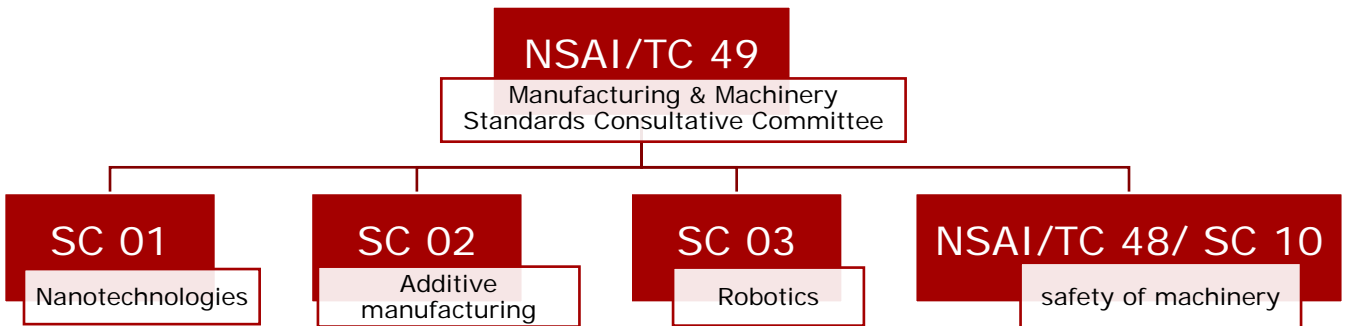 NSAI/TC 49
Manufacturing & Machinery
Standards Consultative Committee
SC 01
Nanotechnologies
SC 02
Additive
manufacturing
SC 03
Robotics
NSAI/TC 48/ SC 10
safety of machinery